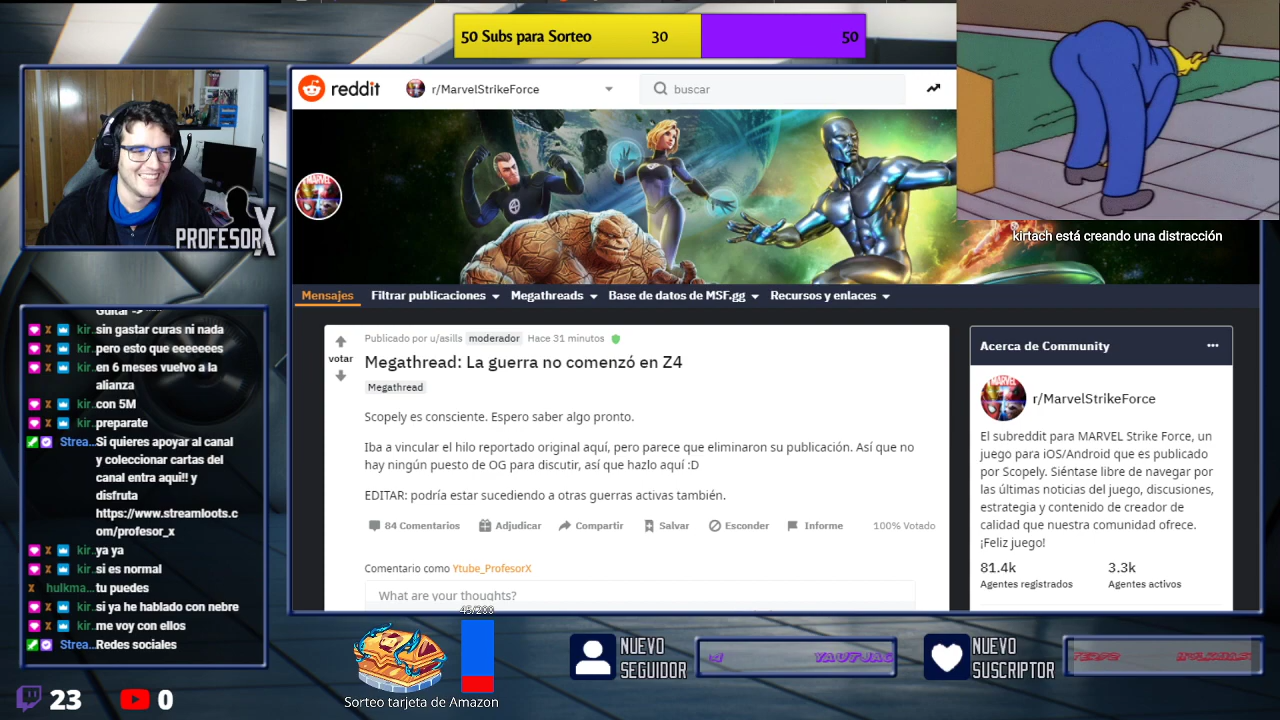 50 Subs para Sorteo 30 50
reddit r/MarvelStrikeForce buscar
MARVEL
PROFESOR X
kirtach está creando una distracción
Mensajes Filtrar publicaciones Megathreads Base de datos de MSF.gg Recursos y enlaces
votar
Publicado por u/asills moderador Hace 31 minutos
Megathread: La guerra no comenzó en Z4
Megathread
Scopely es consciente. Espero saber algo pronto.
Iba a vincular el hilo reportado original aquí, pero parece que eliminaron su publicación. Así que no
hay ningún puesto de OG para discutir, así que hazlo aquí :D
EDITAR: podría estar sucediendo a otras guerras activas también.
84 Comentarios Adjudicar Compartir Salvar Esconder Informe 100% Votado
Comentario como Ytube_ProfesorX
What are your thoughts?
Acerca de Community
MARVEL
r/MarvelStrikeForce
El subreddit para MARVEL Strike Force, un
juego para iOS/Android que es publicado
por Scopely. Siéntase libre de navegar por
las últimas noticias del juego, discusiones,
estrategia y contenido de creador de
calidad que nuestra comunidad ofrece.
¡Feliz juego!
81.4k 3.3k
Agentes registrados Agentes activos
kir.. sin gastar curas ni nada
kir.. pero esto que eeeeeees
kir.. en 6 meses vuelvo a la
alianza
kir.. con 5M
kir.. preparate
Strea... Si quieres apoyar al canal
y coleccionar cartas del
canal entra aqui!! y
disfruta
https://www.streamloots.c
om/profesor_x
kir.. ya ya
kir.. si es normal
hulkma... tu puedes
kir.. si ya he hablado con nebre
kir.. me voy con ellos
Strea... Redes sociales
23 0
45/200
Sorteo tarjeta de Amazon
NUEVO
SEGUIDOR
NUEVO
SUSCRIPTOR